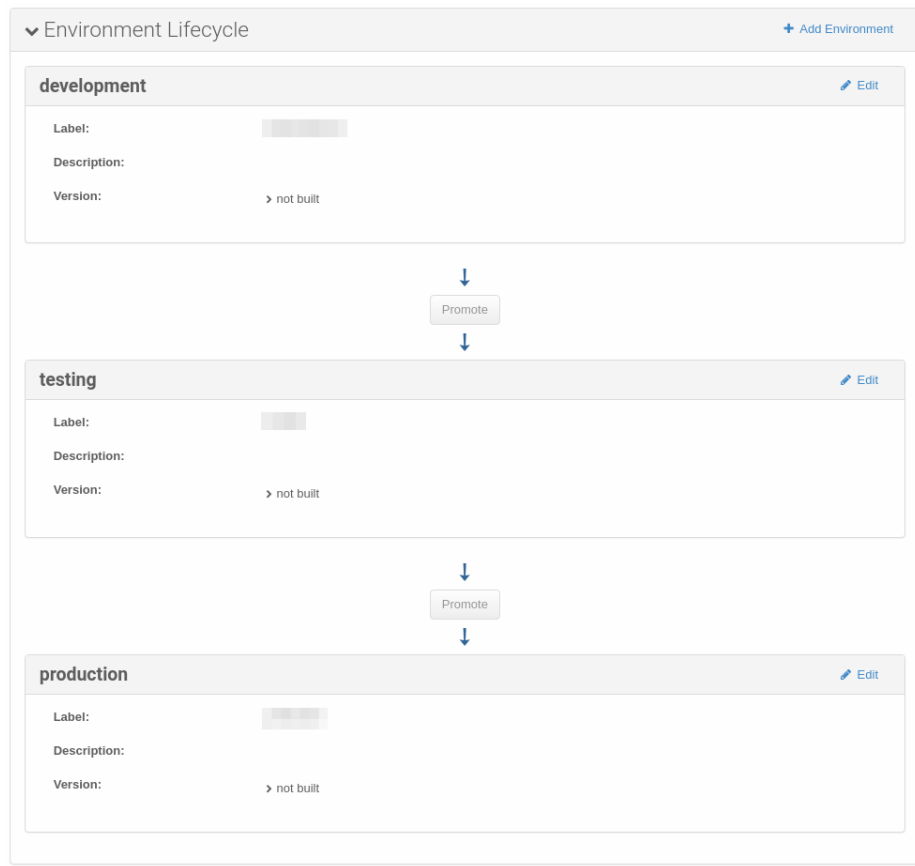 Environment Lifecycle
Add Environment
development
Edit
Label:
Description:
Version:
not built
Promote
testing
Edit
Label:
Description:
Version:
not built
Promote
production
Edit
Label:
Description:
Version:
not built